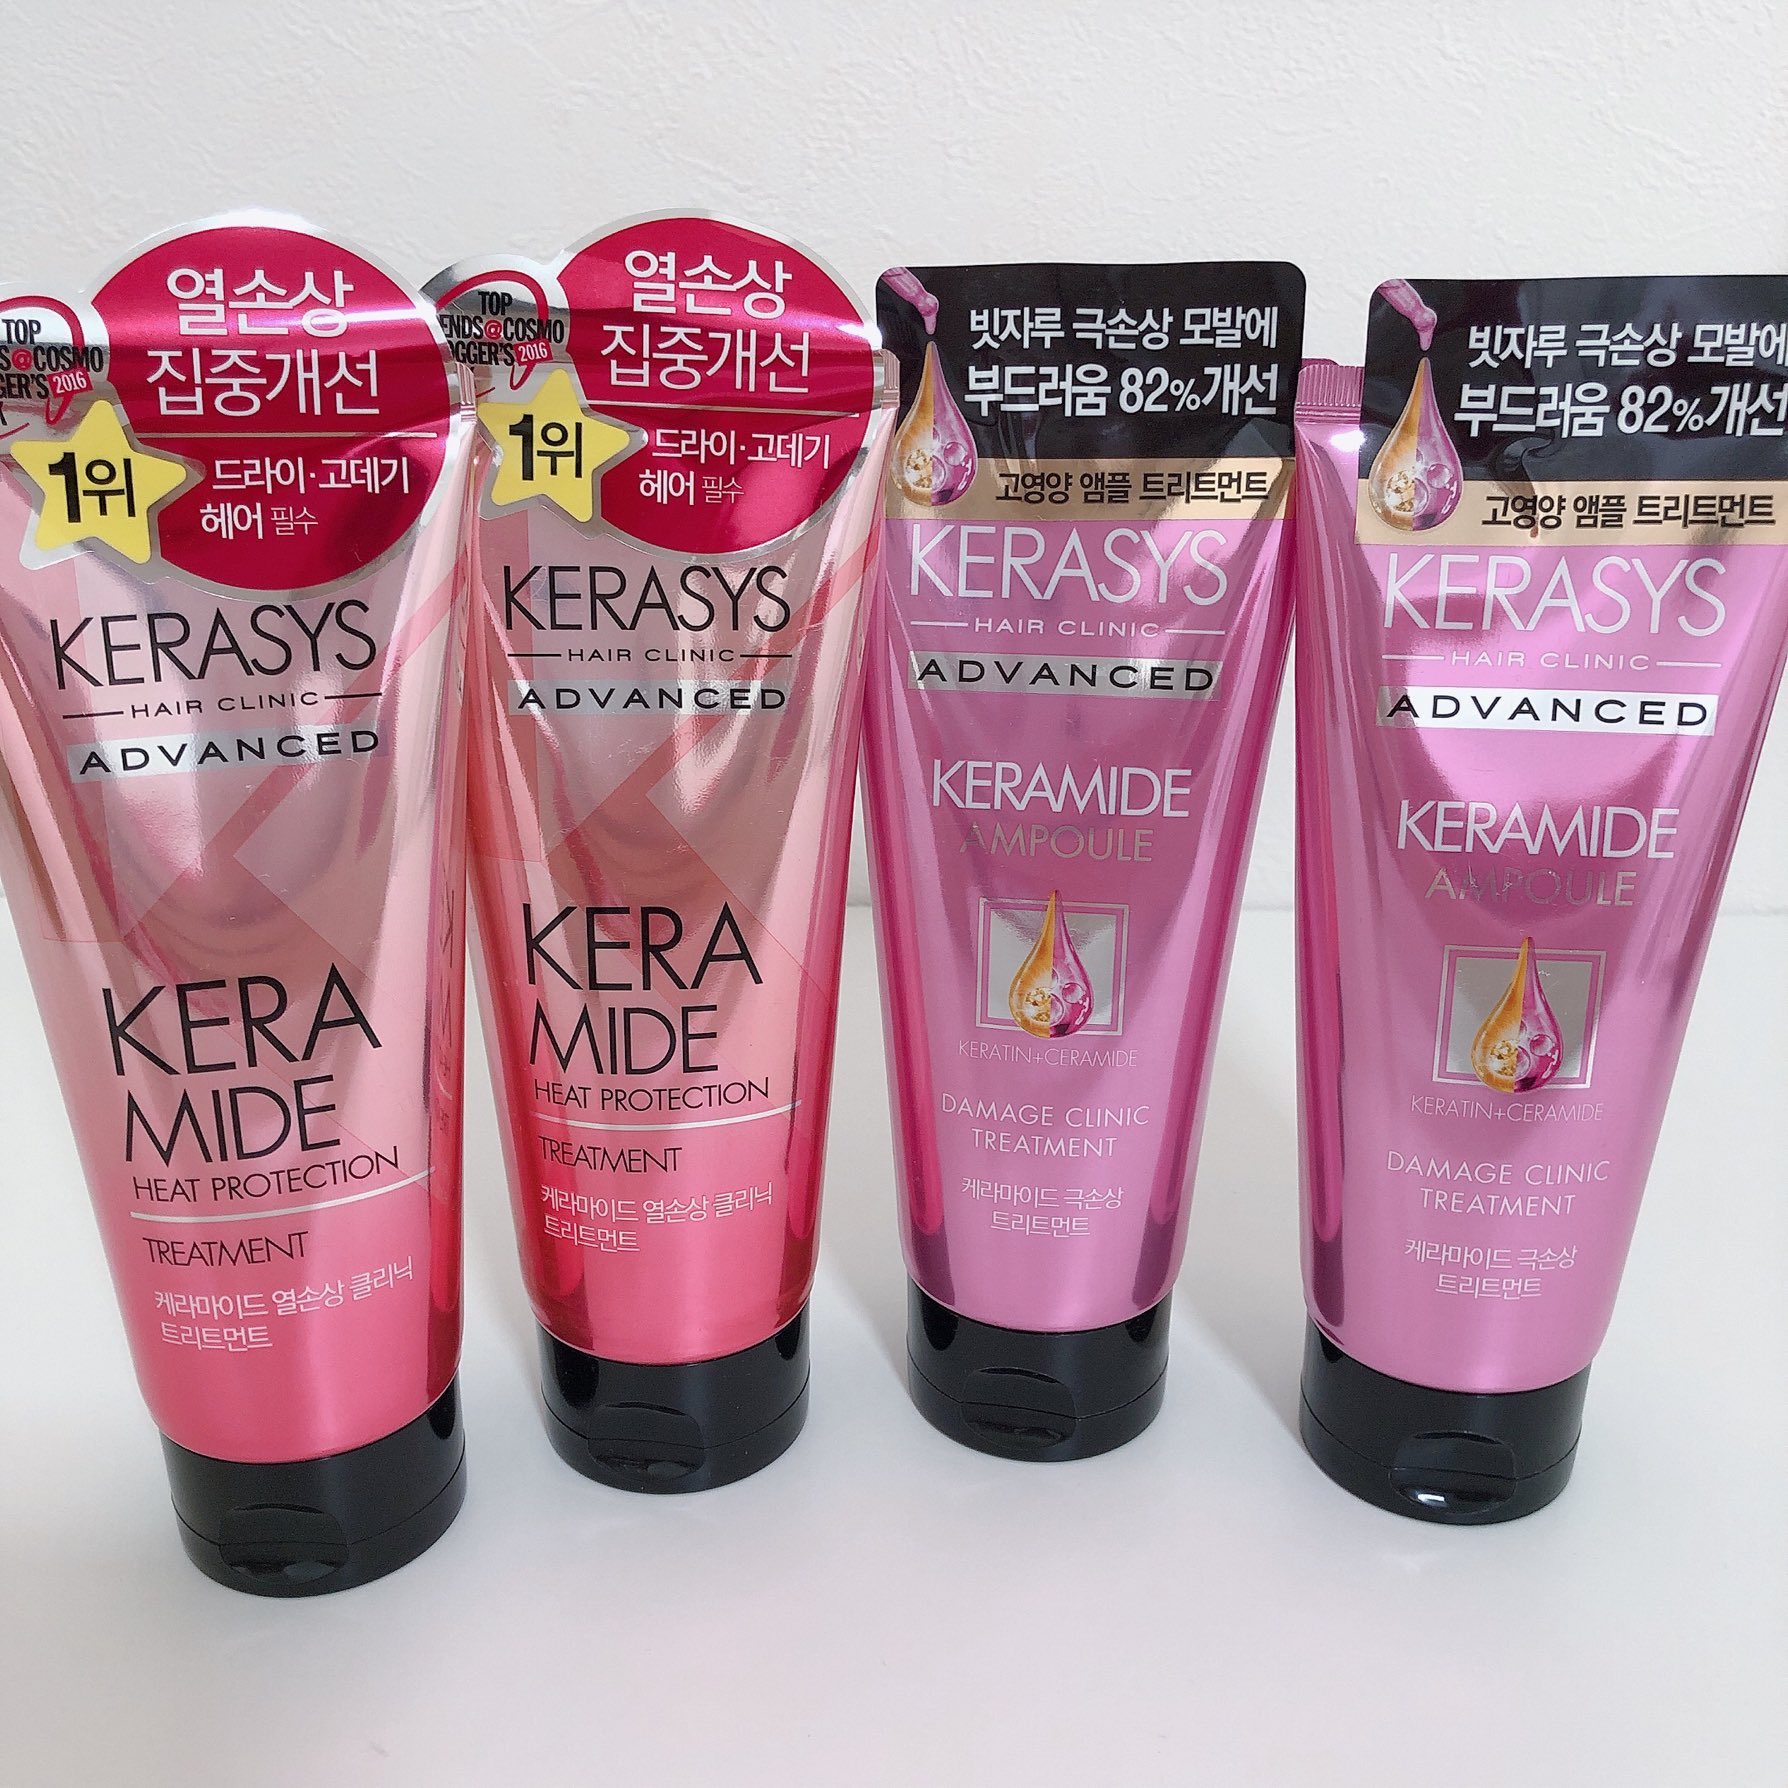 TOP
@COSMO
2016
1위
열손상
집중개선
드라이·고데기
헤어 필수
KERASYS
HAIR CLINIC
ADVANCED
KERA
MIDE
HEAT PROTECTION
TREATMENT
케라마이드 열손상 클리닉
트리트먼트
TOP
@COSMO
2016
1위
열손상
집중개선
드라이·고데기
헤어 필수
KERASYS
HAIR CLINIC
ADVANCED
KERA
MIDE
HEAT PROTECTION
TREATMENT
케라마이드 열손상 클리닉
트리트먼트
빗자루 극손상 모발에
부드러움 82%개선
고영양 앰플 트리트먼트
KERASYS
HAIR CLINIC
ADVANCED
KERAMIDE
AMPOULE
KERATIN+CERAMIDE
DAMAGE CLINIC
TREATMENT
케라마이드 극손상
트리트먼트
빗자루 극손상 모발에
부드러움 82%개선
고영양 앰플 트리트먼트
KERASYS
HAIR CLINIC
ADVANCED
KERAMIDE
AMPOULE
KERATIN+CERAMIDE
DAMAGE CLINIC
TREATMENT
케라마이드 극손상
트리트먼트